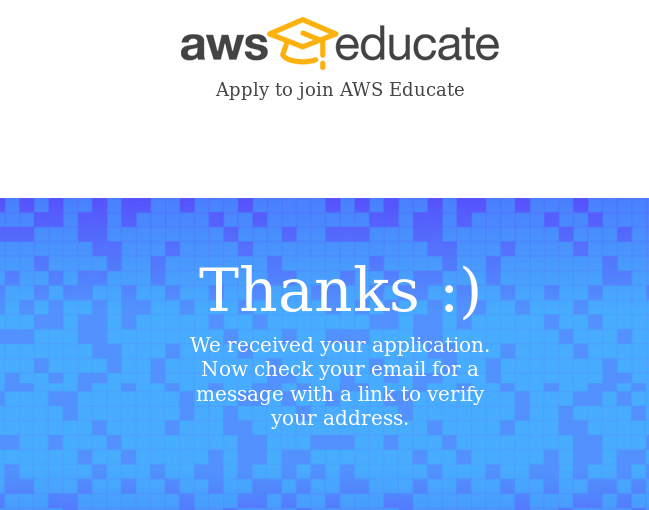 aws educate
Apply to join AWS Educate
Thanks :)
We received your application.
Now check your email for a
message with a link to verify
your address.